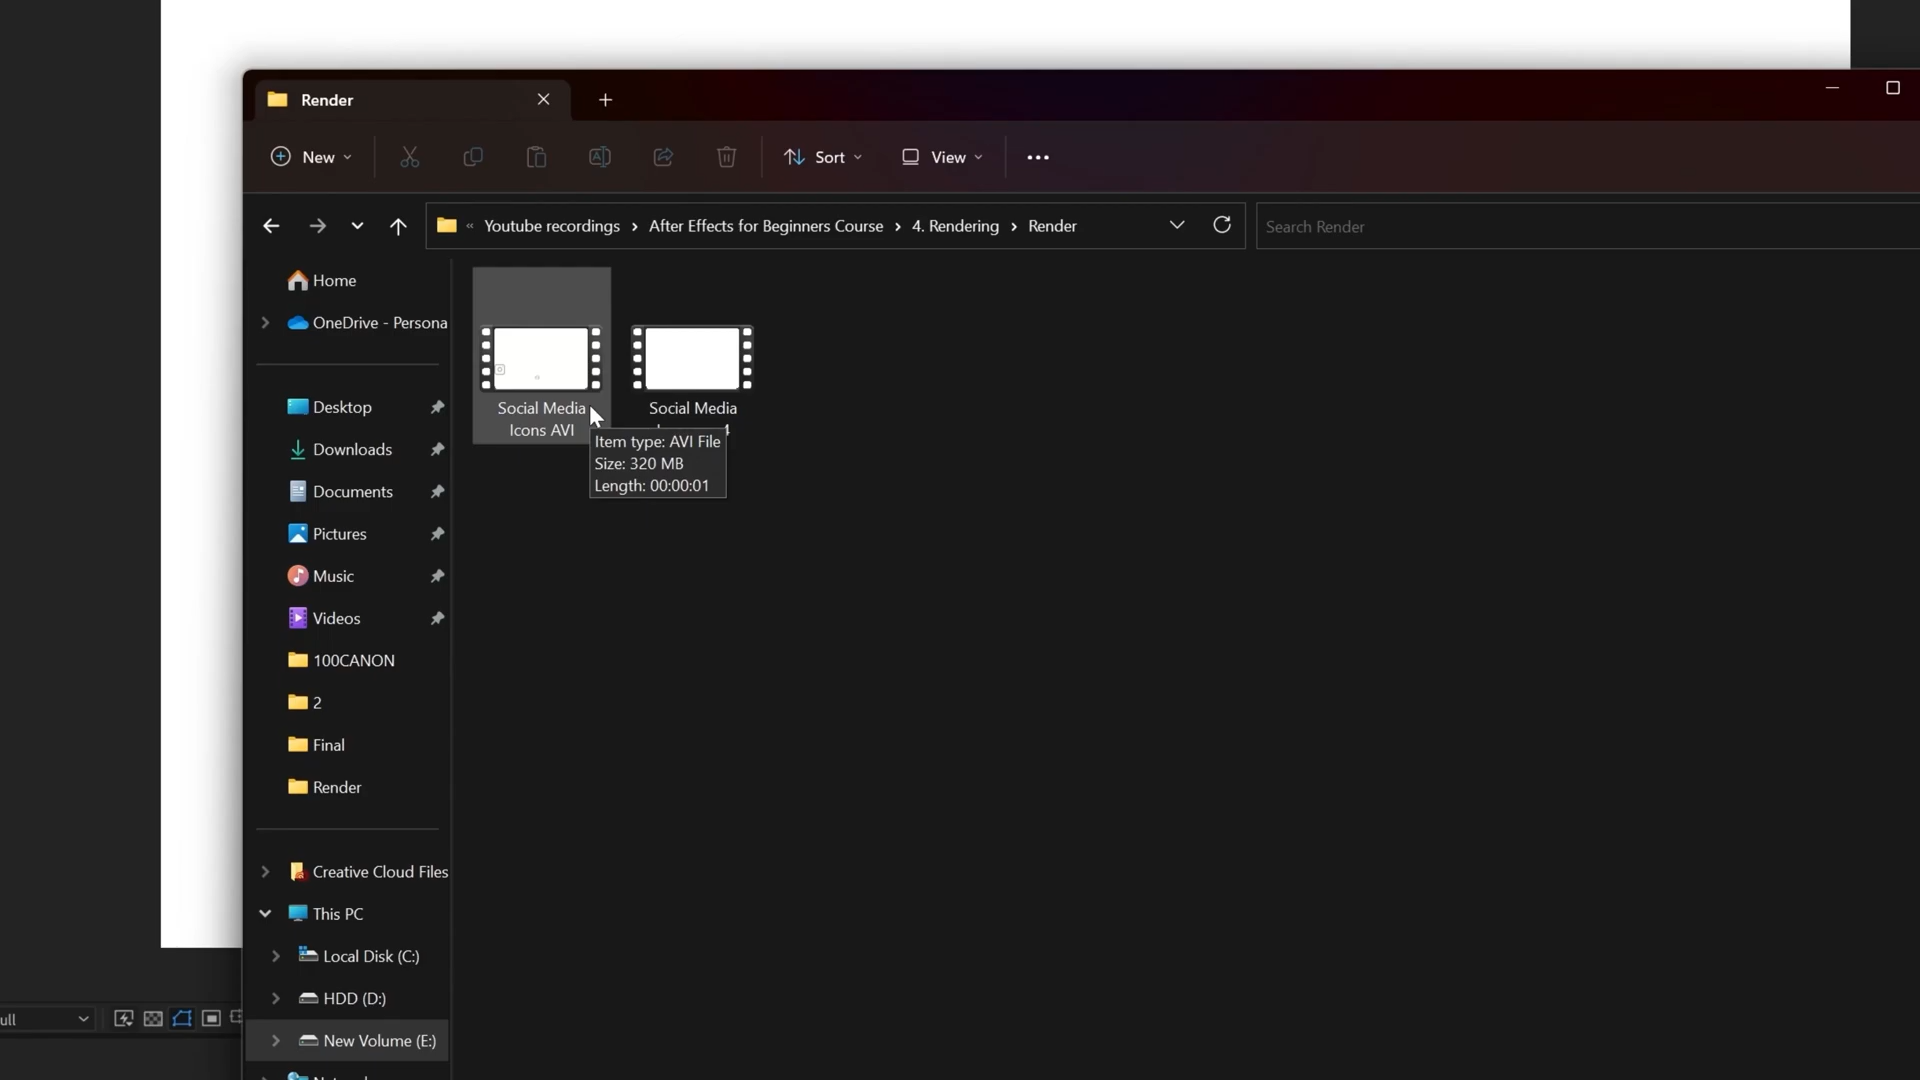 Render
New
Sort
View
« Youtube recordings > After Effects for Beginners Course > 4. Rendering > Render
Search Render
Home
OneDrive - Persona
Desktop
Downloads
Documents
Pictures
Music
Videos
100CANON
2
Final
Render
Creative Cloud Files
This PC
Local Disk (C:)
HDD (D:)
New Volume (E:)
Social Media
Icons AVI
Social Media
4
Item type: AVI File
Size: 320 MB
Length: 00:00:01
ull